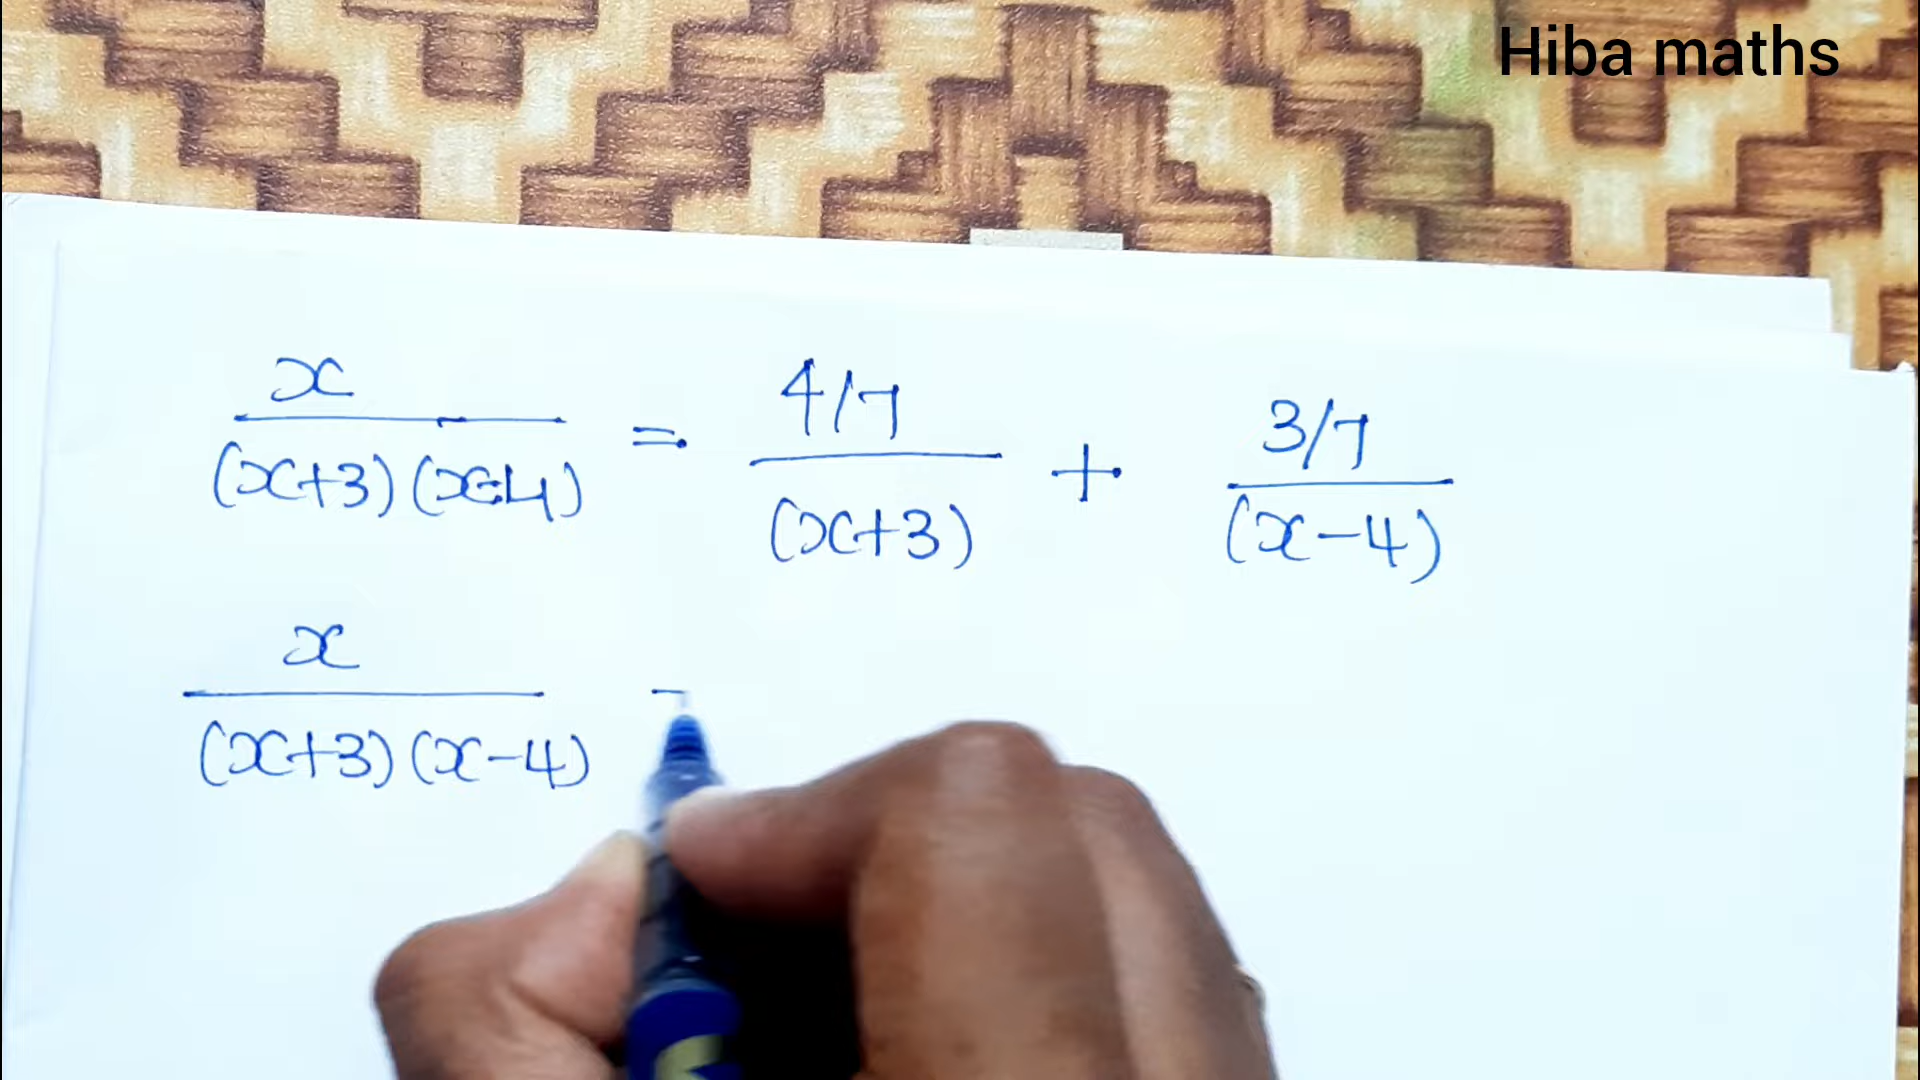 Hiba maths
x/(x+3)(x-4) = 4/7/(x+3) + 3/7/(x-4)
x/(x+3)(x-4) =